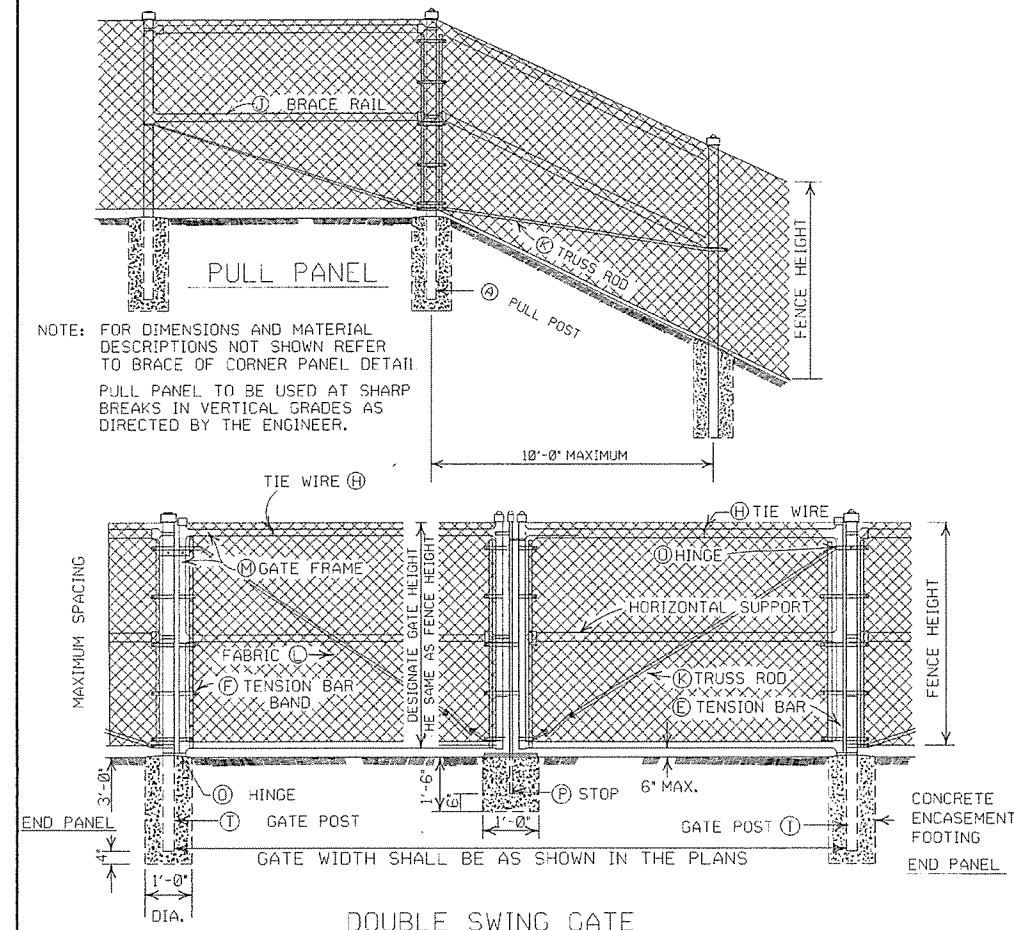 Ⓙ BRACE RAIL
Ⓚ TRUSS ROD
FENCE HEIGHT
PULL PANEL
Ⓐ PULL POST
NOTE: FOR DIMENSIONS AND MATERIAL
DESCRIPTIONS NOT SHOWN REFER
TO BRACE OF CORNER PANEL DETAIL
PULL PANEL TO BE USED AT SHARP
BREAKS IN VERTICAL GRADES AS
DIRECTED BY THE ENGINEER.
10'-0" MAXIMUM
TIE WIRE Ⓗ
Ⓗ TIE WIRE
MAXIMUM SPACING
Ⓜ GATE FRAME
DESIGNATE GATE HEIGHT
HE SAME AS FENCE HEIGHT
Ⓞ HINGE
HORIZONTAL SUPPORT
FENCE HEIGHT
FABRIC Ⓛ
Ⓕ TENSION BAR
BAND
Ⓚ TRUSS ROD
Ⓔ TENSION BAR
3'-0"
Ⓞ HINGE
1'-6"
6"
Ⓟ STOP
6" MAX.
CONCRETE
ENCASEMENT
FOOTING
END PANEL
Ⓣ GATE POST
1'-0"
GATE POST Ⓘ
END PANEL
4"
GATE WIDTH SHALL BE AS SHOWN IN THE PLANS
1'-0"
DIA.
DOUBLE SWING GATE